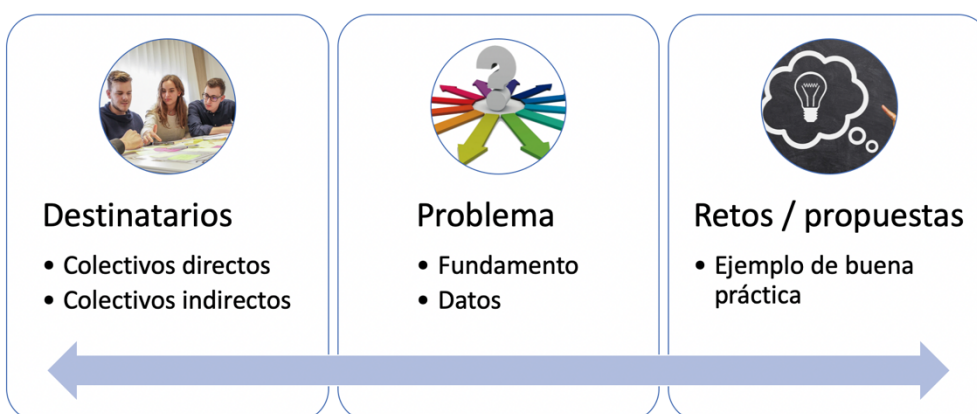 Destinatarios
• Colectivos directos
• Colectivos indirectos
Problema
• Fundamento
• Datos
Retos / propuestas
• Ejemplo de buena
práctica